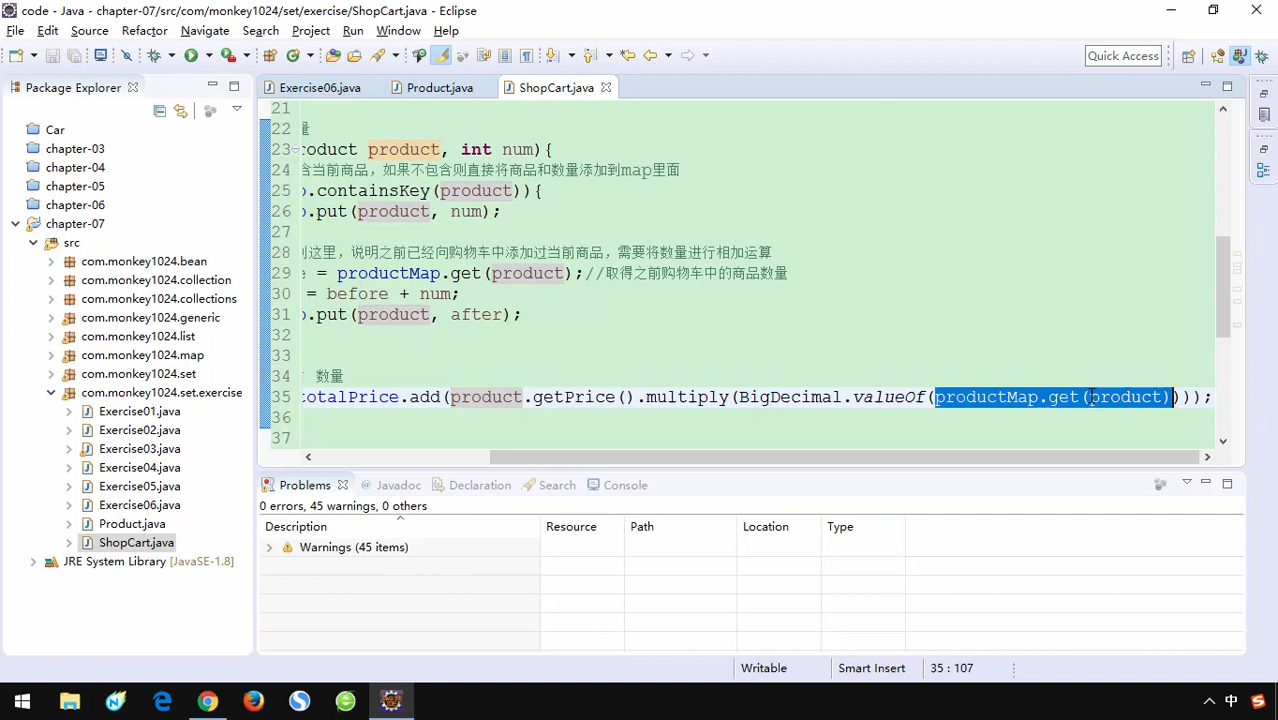 code - Java - chapter-07/src/com/monkey1024/set/exercise/ShopCart.java - Eclipse
File Edit Source Refactor Navigate Search Project Run Window Help
Quick Access
Package Explorer
Exercise06.java Product.java ShopCart.java
Car
chapter-03
chapter-04
chapter-05
chapter-06
chapter-07
src
com.monkey1024.bean
com.monkey1024.collection
com.monkey1024.collections
com.monkey1024.generic
com.monkey1024.list
com.monkey1024.map
com.monkey1024.set
com.monkey1024.set.exercise
Exercise01.java
Exercise02.java
Exercise03.java
Exercise04.java
Exercise05.java
Exercise06.java
Product.java
ShopCart.java
JRE System Library [JavaSE-1.8]
21
22 量
23 roduct product, int num){
24 含当前商品，如果不包含则直接将商品和数量添加到map里面
25 p.containsKey(product)){
26 p.put(product, num);
27
28 到这里，说明之前已经向购物车中添加过当前商品，需要将数量进行相加运算
29 e = productMap.get(product);//取得之前购物车中的商品数量
30 = before + num;
31 p.put(product, after);
32
33
34 * 数量
35 totalPrice.add(product.getPrice().multiply(BigDecimal.valueOf(productMap.get(product))));
36
37
Problems Javadoc Declaration Search Console
0 errors, 45 warnings, 0 others
Description Resource Path Location Type
Warnings (45 items)
Writable Smart Insert 35 : 107
中